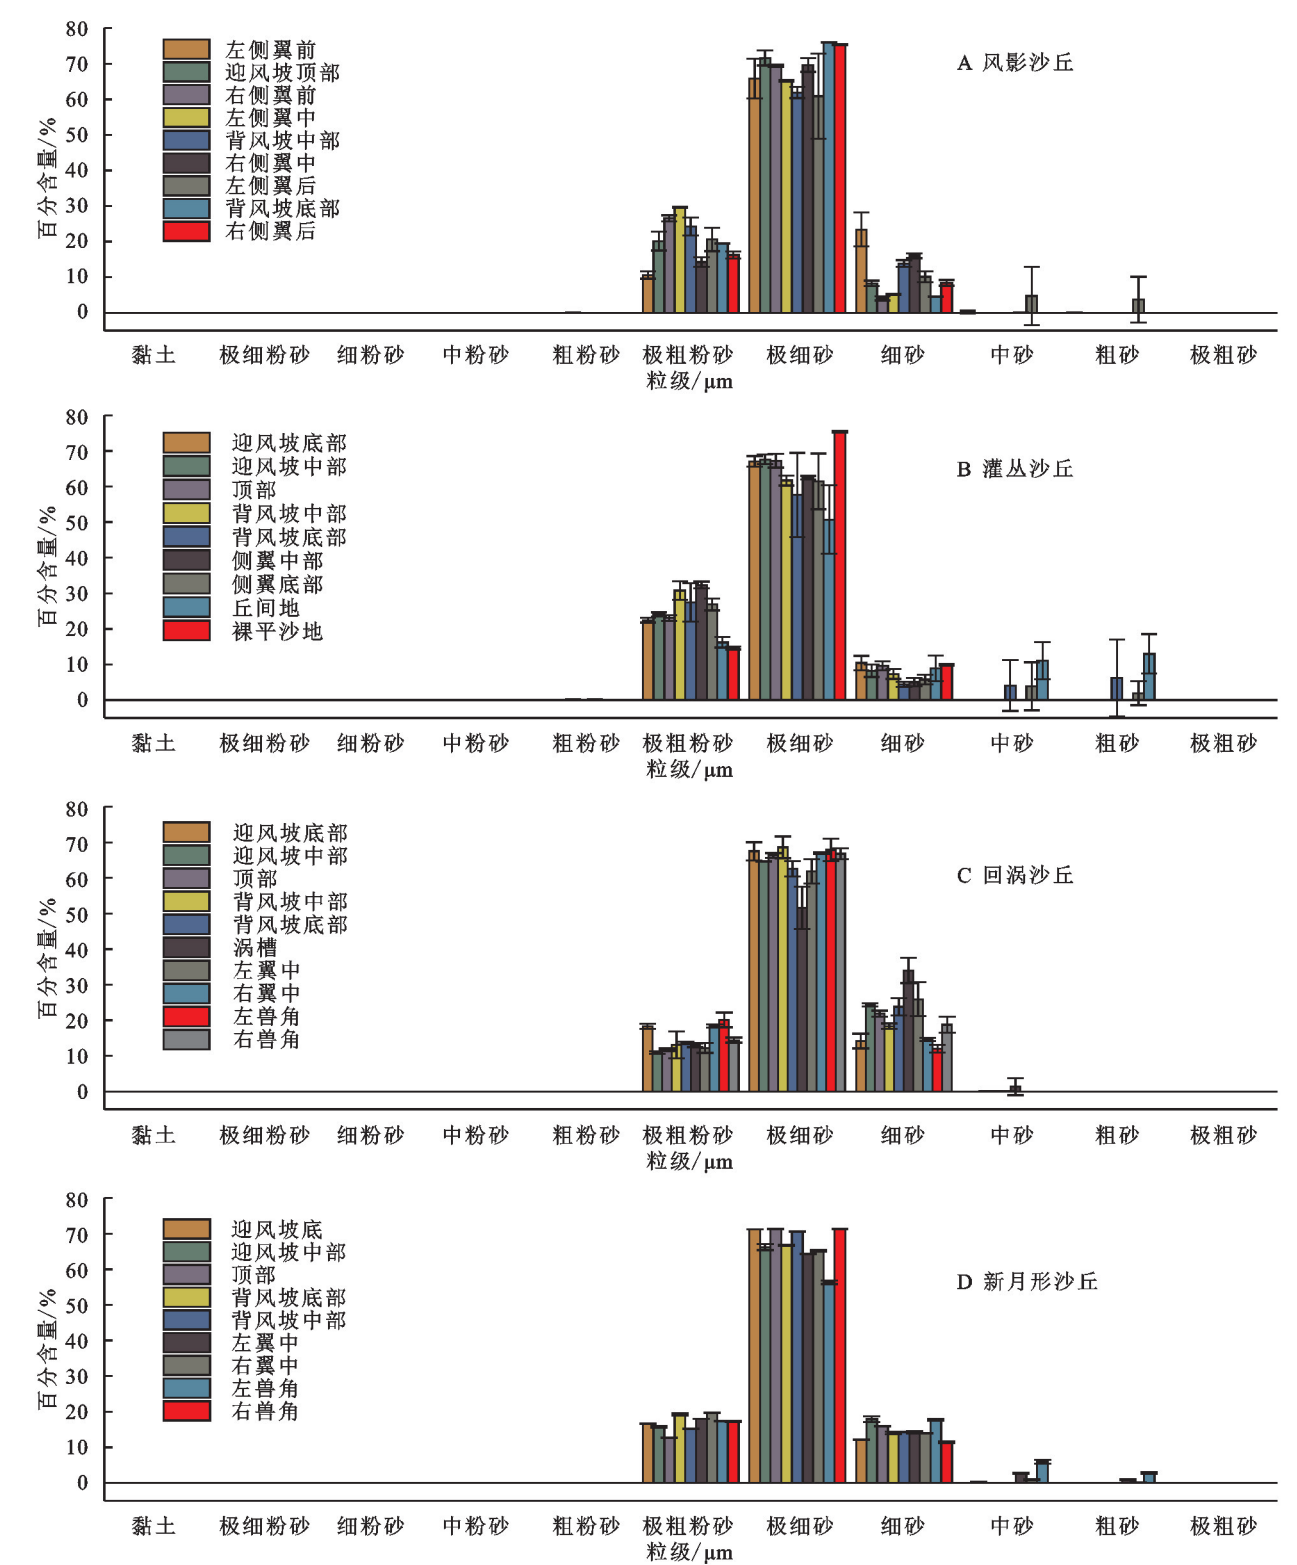 80
70
60
50
40
30
20
10
0
百分含量/%
左侧翼前
迎风坡顶部
右侧翼前
左侧翼中
背风坡中部
右侧翼中
左侧翼后
背风坡底部
右侧翼后
A 风影沙丘
黏土 极细粉砂 细粉砂 中粉砂 粗粉砂 极粗粉砂 极细砂 细砂 中砂 粗砂 极粗砂
粒级/μm
80
70
60
50
40
30
20
10
0
百分含量/%
迎风坡底部
迎风坡中部
顶部
背风坡中部
背风坡底部
侧翼中部
侧翼底部
丘间地
裸平沙地
B 灌丛沙丘
黏土 极细粉砂 细粉砂 中粉砂 粗粉砂 极粗粉砂 极细砂 细砂 中砂 粗砂 极粗砂
粒级/μm
80
70
60
50
40
30
20
10
0
百分含量/%
迎风坡底部
迎风坡中部
顶部
背风坡中部
背风坡底部
涡槽
左翼中
右翼中
左兽角
右兽角
C 回涡沙丘
黏土 极细粉砂 细粉砂 中粉砂 粗粉砂 极粗粉砂 极细砂 细砂 中砂 粗砂 极粗砂
粒级/μm
80
70
60
50
40
30
20
10
0
百分含量/%
迎风坡底
迎风坡中部
顶部
背风坡底部
背风坡中部
左翼中
右翼中
左兽角
右兽角
D 新月形沙丘
黏土 极细粉砂 细粉砂 中粉砂 粗粉砂 极粗粉砂 极细砂 细砂 中砂 粗砂 极粗砂
粒级/μm